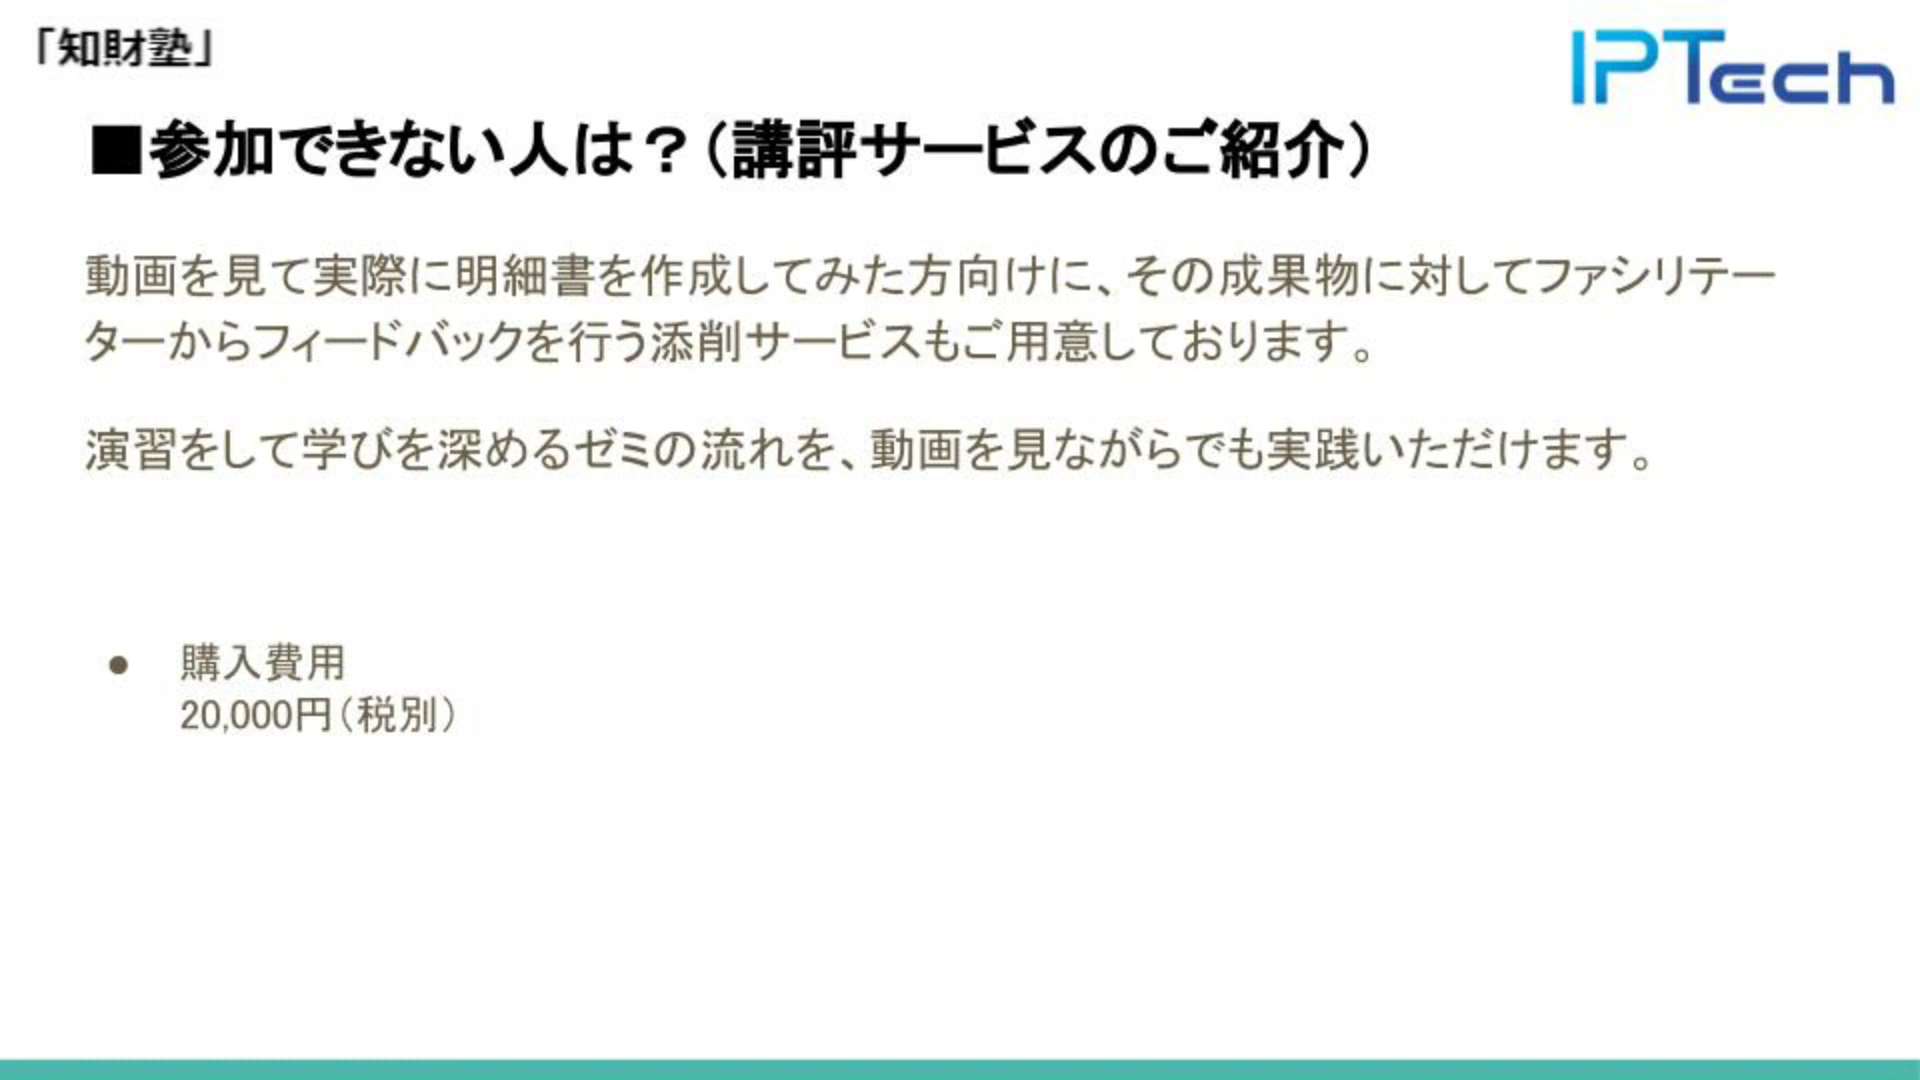 「知財塾」
IPTech
■参加できない人は？（講評サービスのご紹介）
動画を見て実際に明細書を作成してみた方向けに、その成果物に対してファシリテー
ターからフィードバックを行う添削サービスもご用意しております。
演習をして学びを深めるゼミの流れを、動画を見ながらでも実践いただけます。
● 購入費用
20,000円（税別）